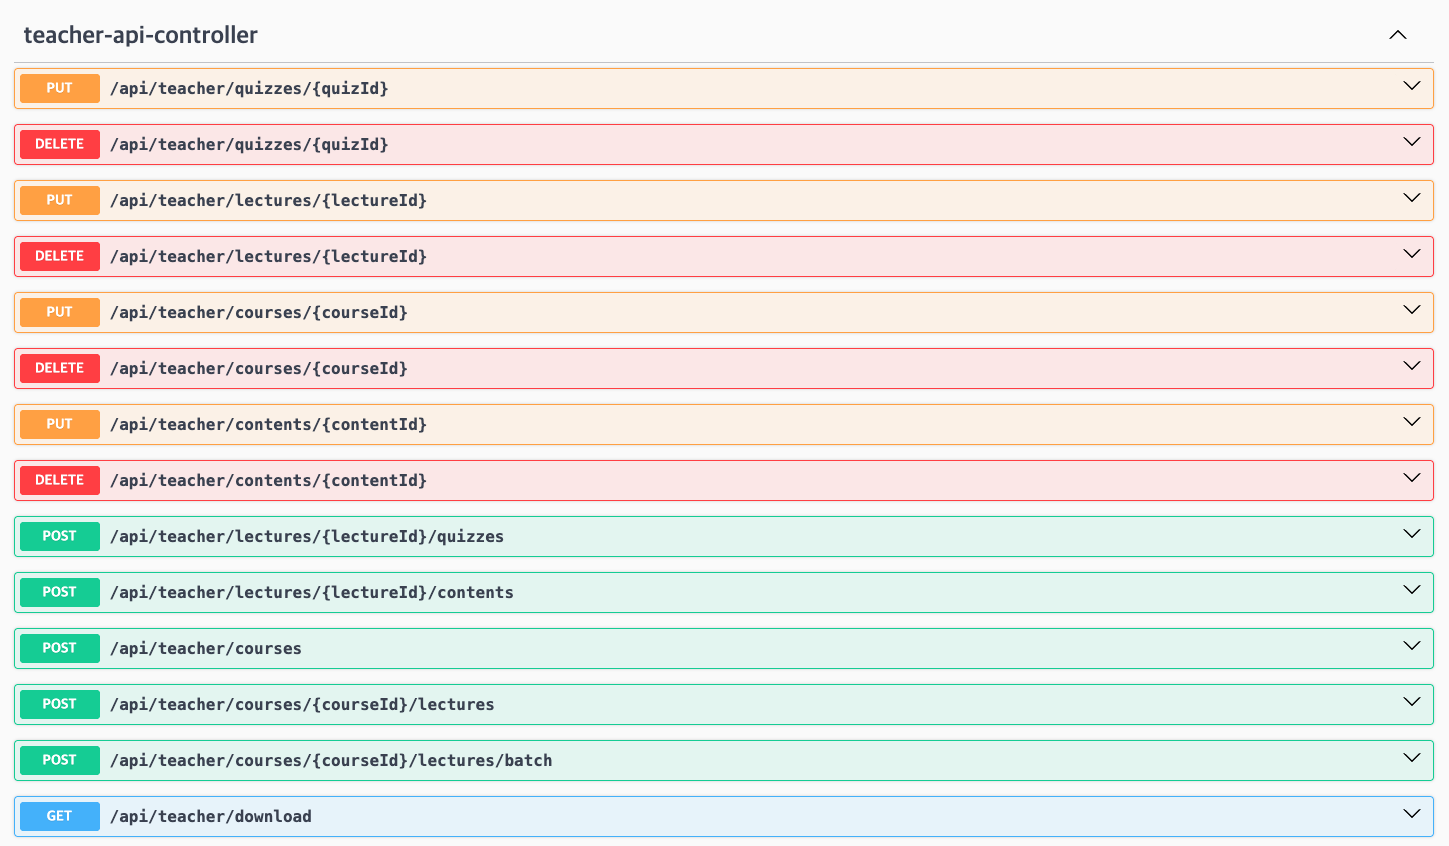 teacher-api-controller
PUT /api/teacher/quizzes/{quizId}
DELETE /api/teacher/quizzes/{quizId}
PUT /api/teacher/lectures/{lectureId}
DELETE /api/teacher/lectures/{lectureId}
PUT /api/teacher/courses/{courseId}
DELETE /api/teacher/courses/{courseId}
PUT /api/teacher/contents/{contentId}
DELETE /api/teacher/contents/{contentId}
POST /api/teacher/lectures/{lectureId}/quizzes
POST /api/teacher/lectures/{lectureId}/contents
POST /api/teacher/courses
POST /api/teacher/courses/{courseId}/lectures
POST /api/teacher/courses/{courseId}/lectures/batch
GET /api/teacher/download